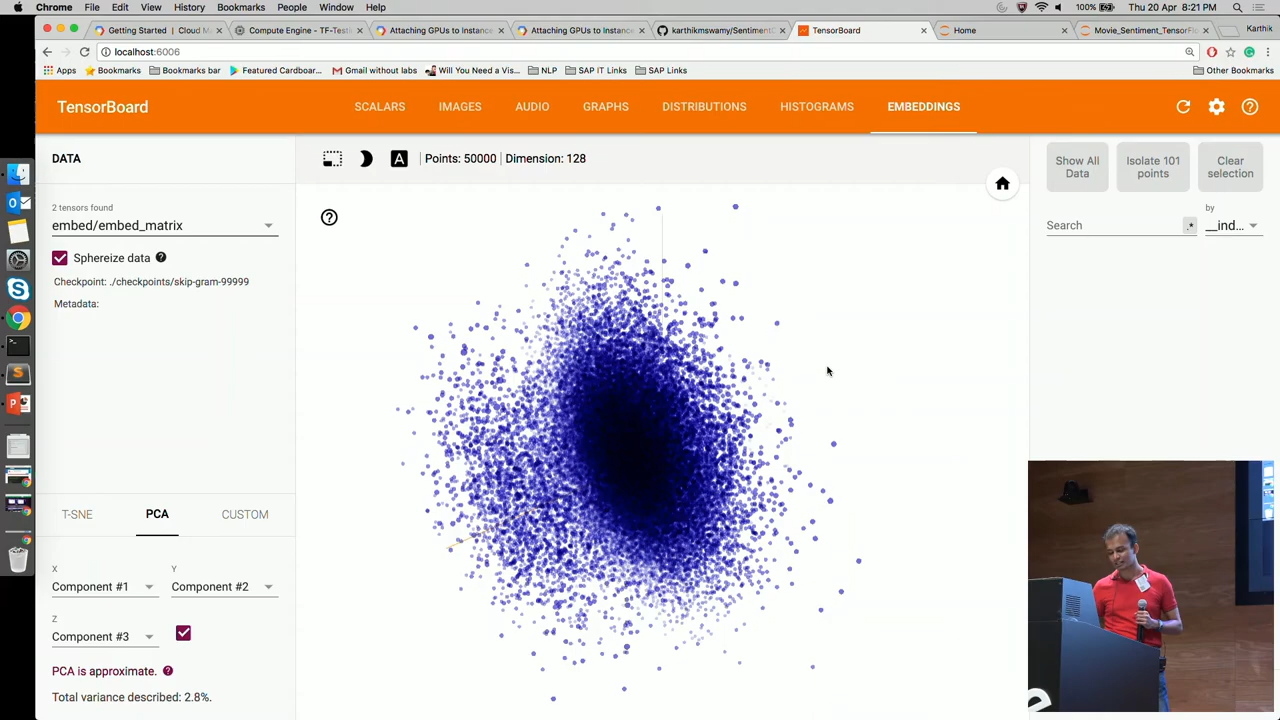 Chrome File Edit View History Bookmarks People Window Help 100% Thu 20 Apr 8:21 PM
Getting Started | Cloud M Compute Engine - TF-Test Attaching GPUs to Instance Attaching GPUs to Instance karthikmswamy/Sentiment TensorBoard Home Movie_Sentiment_TensorFlo Karthik
localhost:6006
Apps Bookmarks Bookmarks bar Featured Cardboar... Gmail without labs Will You Need a Vis... NLP SAP IT Links SAP Links Other Bookmarks
TensorBoard SCALARS IMAGES AUDIO GRAPHS DISTRIBUTIONS HISTOGRAMS EMBEDDINGS
DATA
A Points: 50000 Dimension: 128
Show All Data
Isolate 101 points
Clear selection
2 tensors found
embed/embed_matrix
by
Search .* __ind...
Sphereize data
Checkpoint: ./checkpoints/skip-gram-99999
Metadata:
T-SNE PCA CUSTOM
X Y
Component #1 Component #2
Z
Component #3
PCA is approximate.
Total variance described: 2.8%.